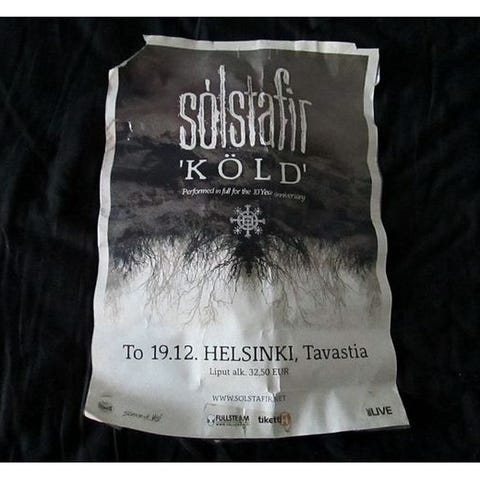 sólstafir
'KÖLD'
Performed in full for the 10 Year anniversary
To 19.12. HELSINKI, Tavastia
Liput alk. 32,50 EUR
WWW.SOLSTAFIR.NET
FULLSTEAM
tiketti
LIVE